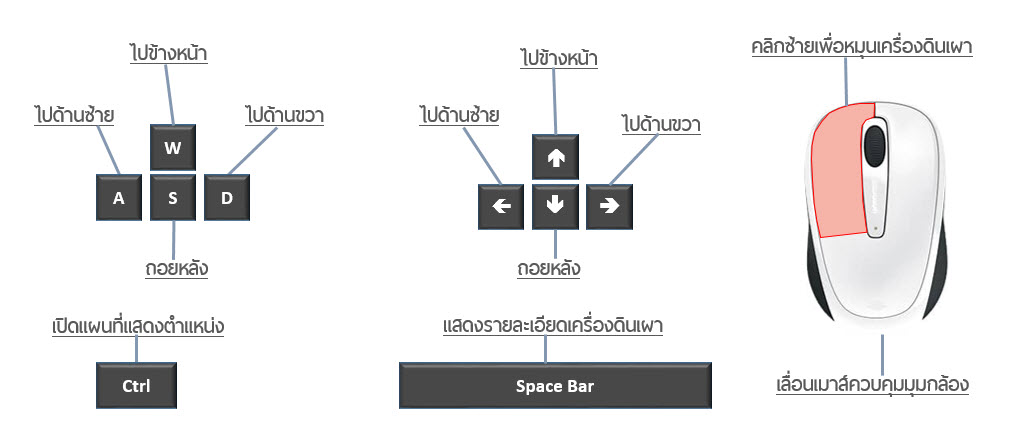 ไปข้างหน้า
ไปด้านซ้าย
ไปด้านขวา
W
A
S
D
ถอยหลัง
ไปข้างหน้า
ไปด้านซ้าย
ไปด้านขวา
ถอยหลัง
คลิกซ้ายเพื่อหมุนเครื่องดินเผา
เปิดแผนที่แสดงตำแหน่ง
Ctrl
แสดงรายละเอียดเครื่องดินเผา
Space Bar
เลื่อนเมาส์ควบคุมมุมกล้อง